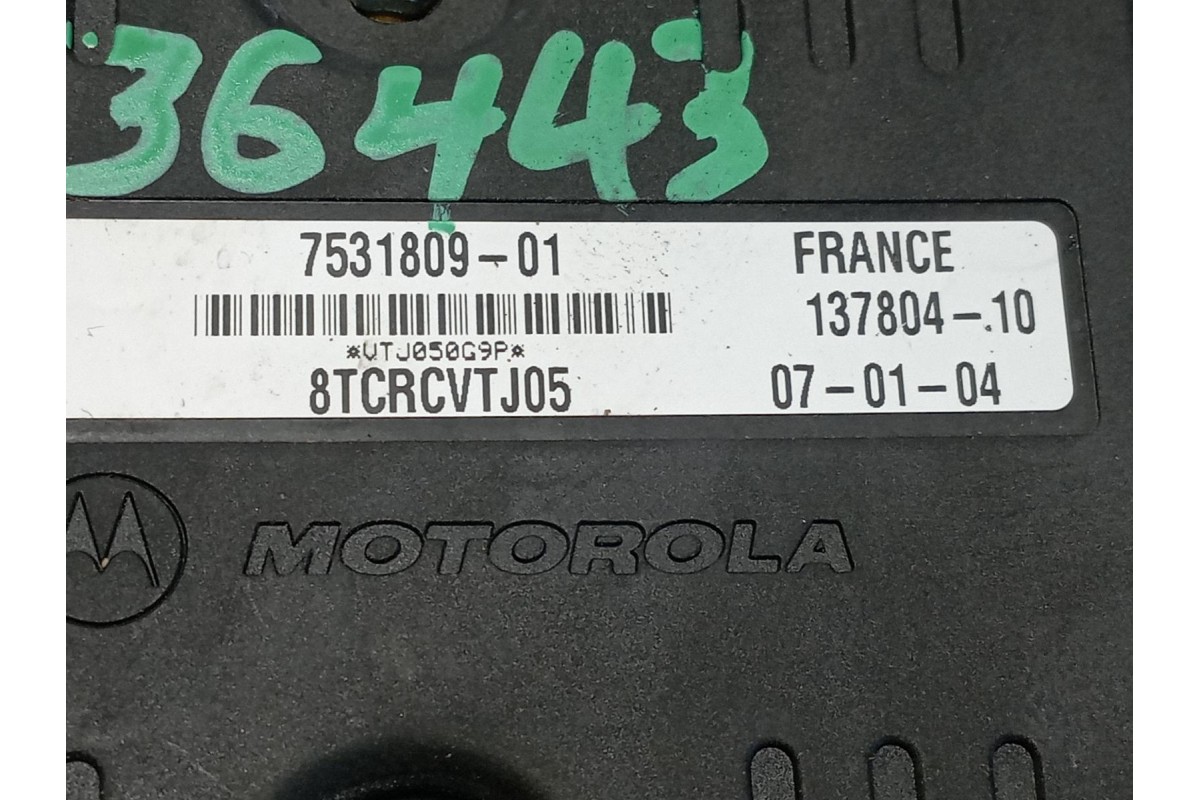 36443
7531809-01 FRANCE
137804-.10
*VTJ050G9P*
8TCRCVTJ05 07-01-04
MOTOROLA